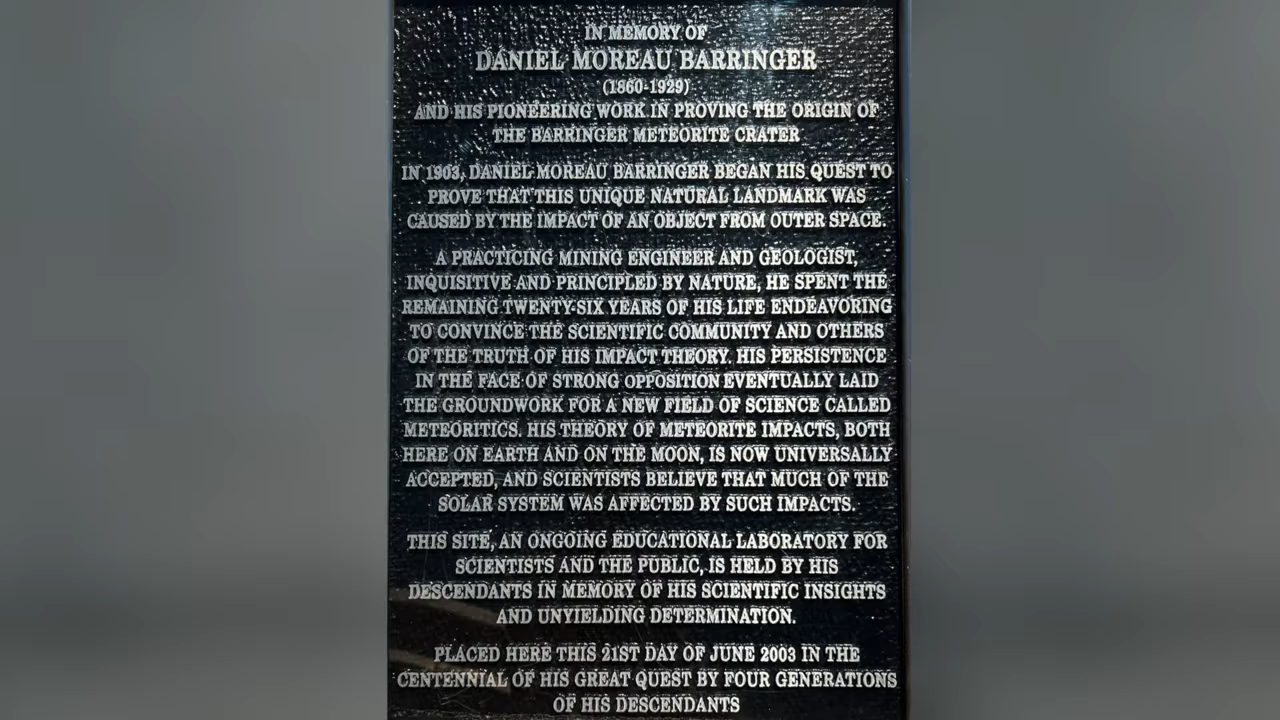 IN MEMORY OF
DANIEL MOREAU BARRINGER
(1860-1929)
AND HIS PIONEERING WORK IN PROVING THE ORIGIN OF
THE BARRINGER METEORITE CRATER
IN 1903, DANIEL MOREAU BARRINGER BEGAN HIS QUEST TO
PROVE THAT THIS UNIQUE NATURAL LANDMARK WAS
CAUSED BY THE IMPACT OF AN OBJECT FROM OUTER SPACE.
A PRACTICING MINING ENGINEER AND GEOLOGIST,
INQUISITIVE AND PRINCIPLED BY NATURE, HE SPENT THE
REMAINING TWENTY-SIX YEARS OF HIS LIFE ENDEAVORING
TO CONVINCE THE SCIENTIFIC COMMUNITY AND OTHERS
OF THE TRUTH OF HIS IMPACT THEORY. HIS PERSISTENCE
IN THE FACE OF STRONG OPPOSITION EVENTUALLY LAID
THE GROUNDWORK FOR A NEW FIELD OF SCIENCE CALLED
METEORITICS. HIS THEORY OF METEORITE IMPACTS, BOTH
HERE ON EARTH AND ON THE MOON, IS NOW UNIVERSALLY
ACCEPTED, AND SCIENTISTS BELIEVE THAT MUCH OF THE
SOLAR SYSTEM WAS AFFECTED BY SUCH IMPACTS.
THIS SITE, AN ONGOING EDUCATIONAL LABORATORY FOR
SCIENTISTS AND THE PUBLIC, IS HELD BY HIS
DESCENDANTS IN MEMORY OF HIS SCIENTIFIC INSIGHTS
AND UNYIELDING DETERMINATION.
PLACED HERE THIS 21ST DAY OF JUNE 2003 IN THE
CENTENNIAL OF HIS GREAT QUEST BY FOUR GENERATIONS
OF HIS DESCENDANTS